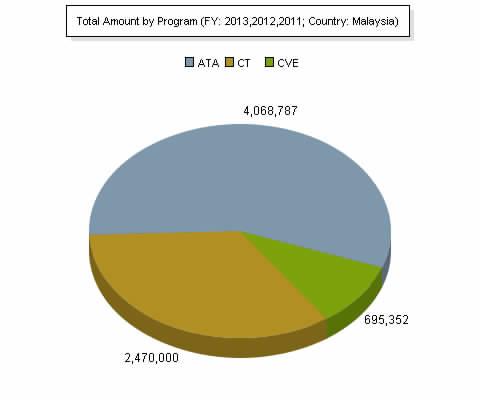 Total Amount by Program (FY: 2013,2012,2011; Country: Malaysia)
ATA CT CVE
4,068,787
695,352
2,470,000